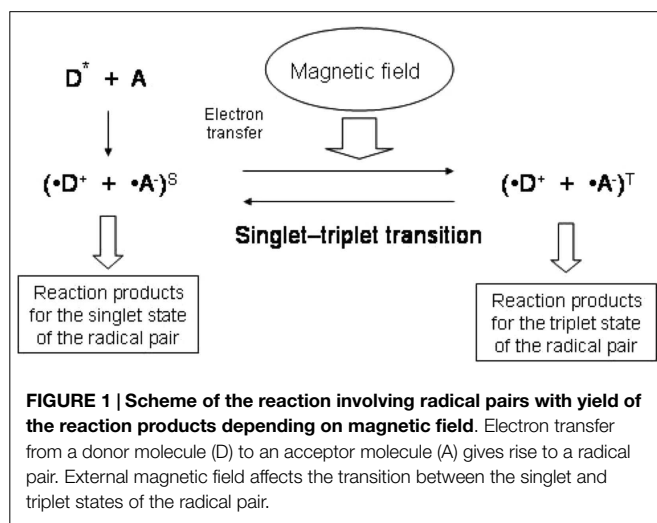 D* + A
Magnetic field
Electron
transfer
(•D⁺ + •A⁻)ˢ
(•D⁺ + •A⁻)ᵀ
Singlet–triplet transition
Reaction products
for the singlet state
of the radical pair
Reaction products
for the triplet state
of the radical pair
FIGURE 1 | Scheme of the reaction involving radical pairs with yield of
the reaction products depending on magnetic field. Electron transfer
from a donor molecule (D) to an acceptor molecule (A) gives rise to a radical
pair. External magnetic field affects the transition between the singlet and
triplet states of the radical pair.